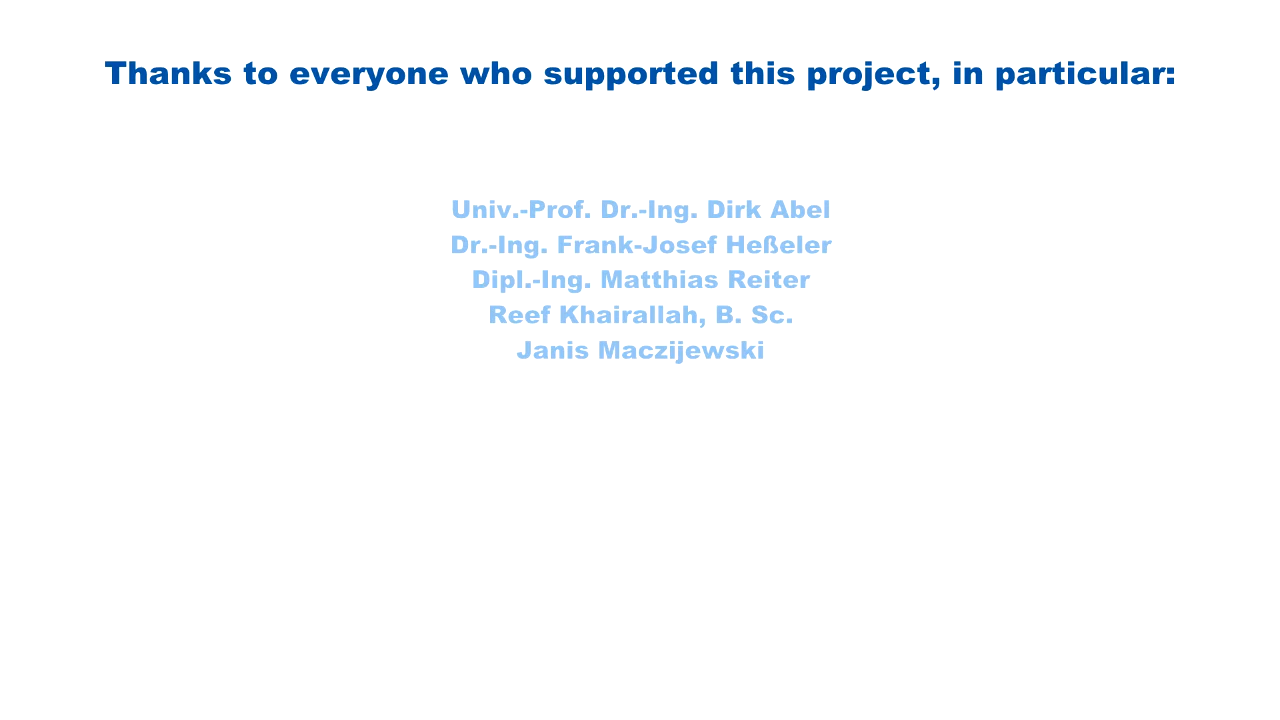 Thanks to everyone who supported this project, in particular:
Univ.-Prof. Dr.-Ing. Dirk Abel
Dr.-Ing. Frank-Josef Heßeler
Dipl.-Ing. Matthias Reiter
Reef Khairallah, B. Sc.
Janis Maczijewski